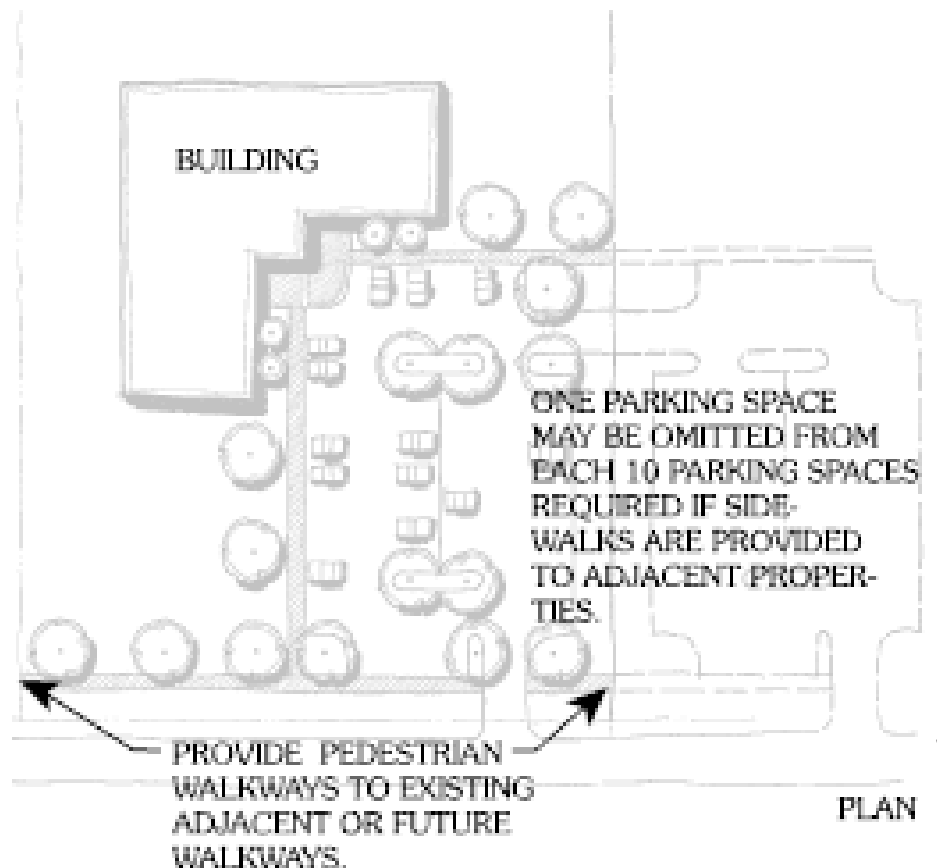 BUILDING
ONE PARKING SPACE
MAY BE OMITTED FROM
EACH 10 PARKING SPACES
REQUIRED IF SIDE-
WALKS ARE PROVIDED
TO ADJACENT PROPER-
TIES.
PROVIDE PEDESTRIAN
WALKWAYS TO EXISTING
ADJACENT OR FUTURE
WALKWAYS.
PLAN